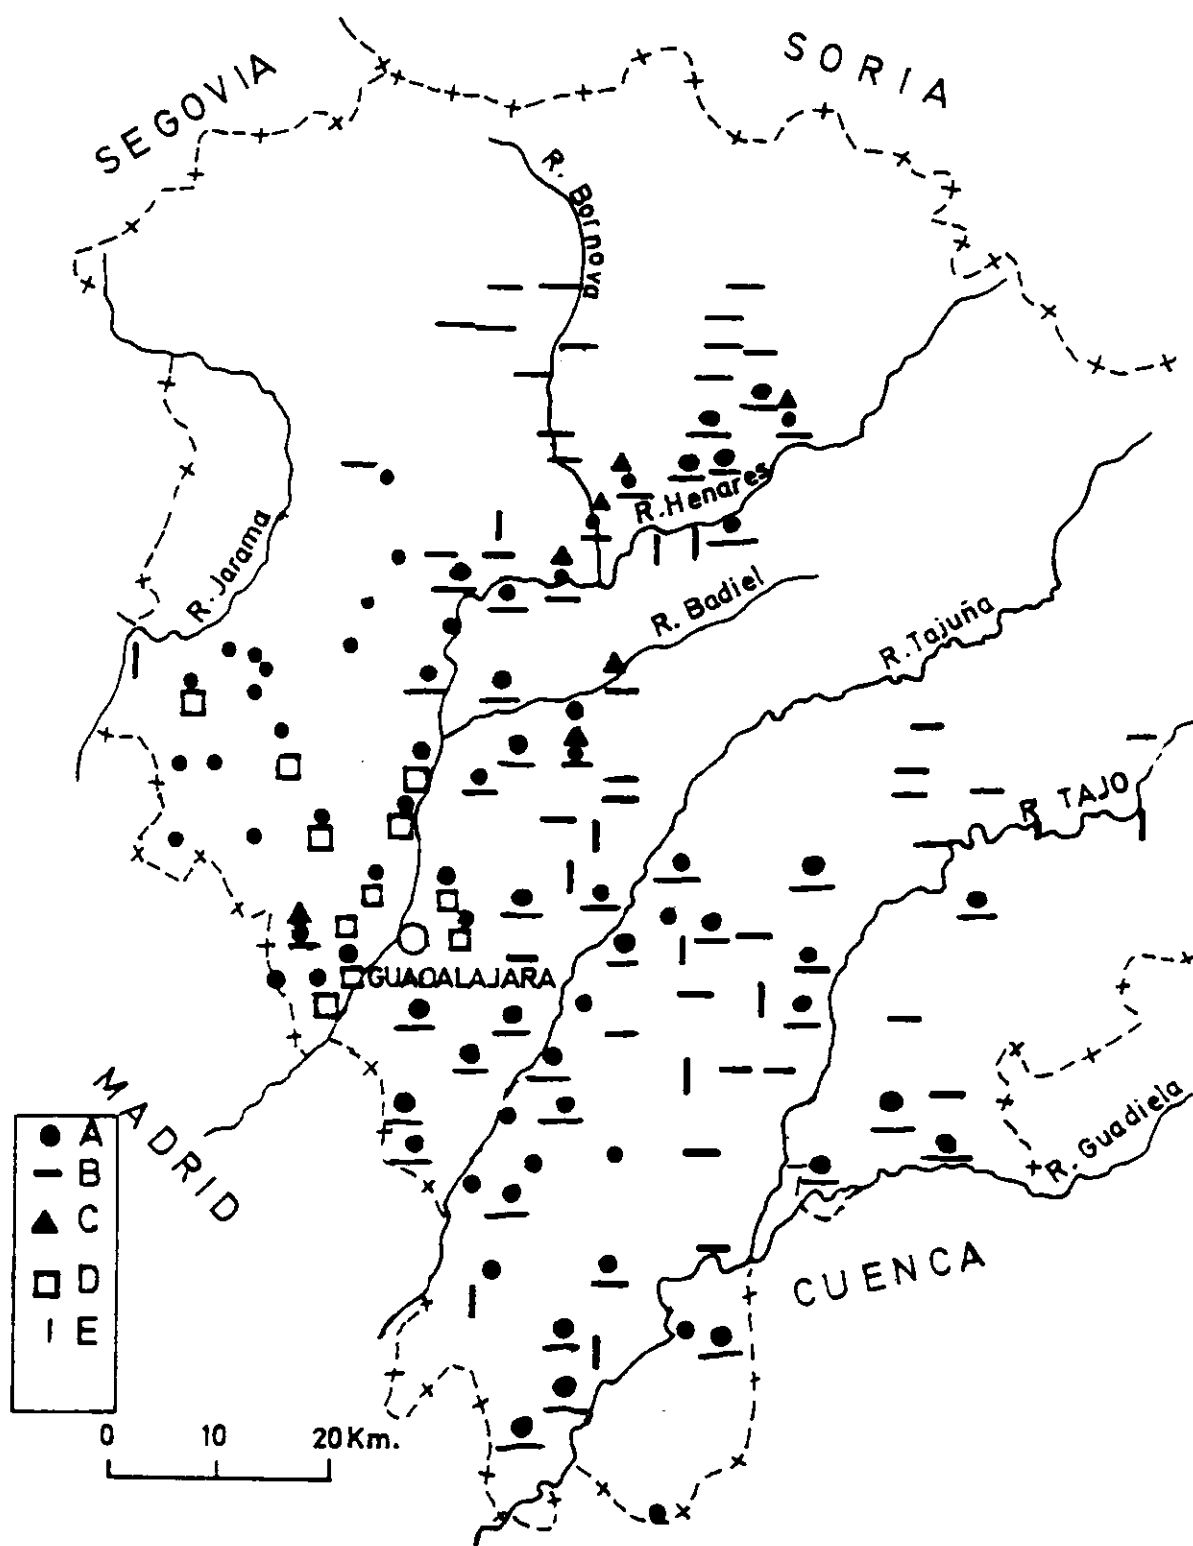 SEGOVIA
SORIA
R. Bornova
R. Henares
R. Jarama
R. Badiel
R. Tajuña
R. TAJO
GUADALAJARA
MADRID
R. Guadiela
CUENCA
A
B
C
D
E
0 10 20 Km.